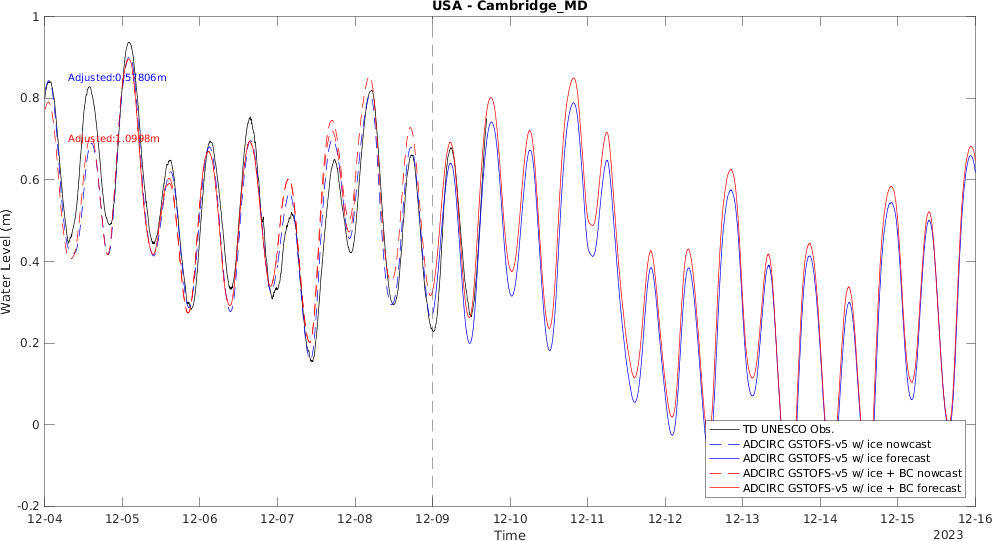 USA - Cambridge_MD
1
0.8
0.6
0.4
0.2
0
-0.2
Water Level (m)
Adjusted:0.57806m
Adjusted:1.0998m
TD UNESCO Obs.
ADCIRC GSTOFS-v5 w/ ice nowcast
ADCIRC GSTOFS-v5 w/ ice forecast
ADCIRC GSTOFS-v5 w/ ice + BC nowcast
ADCIRC GSTOFS-v5 w/ ice + BC forecast
12-04 12-05 12-06 12-07 12-08 12-09 12-10 12-11 12-12 12-13 12-14 12-15 12-16
Time
2023